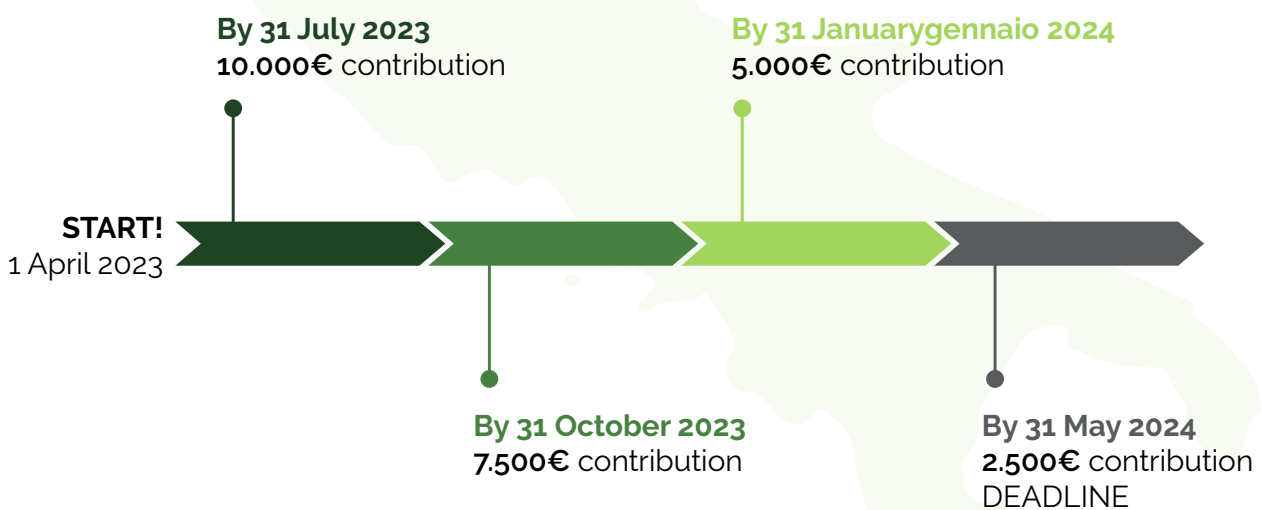 By 31 July 2023
10.000€ contribution
By 31 Januarygennaio 2024
5.000€ contribution
START!
1 April 2023
By 31 October 2023
7.500€ contribution
By 31 May 2024
2.500€ contribution
DEADLINE